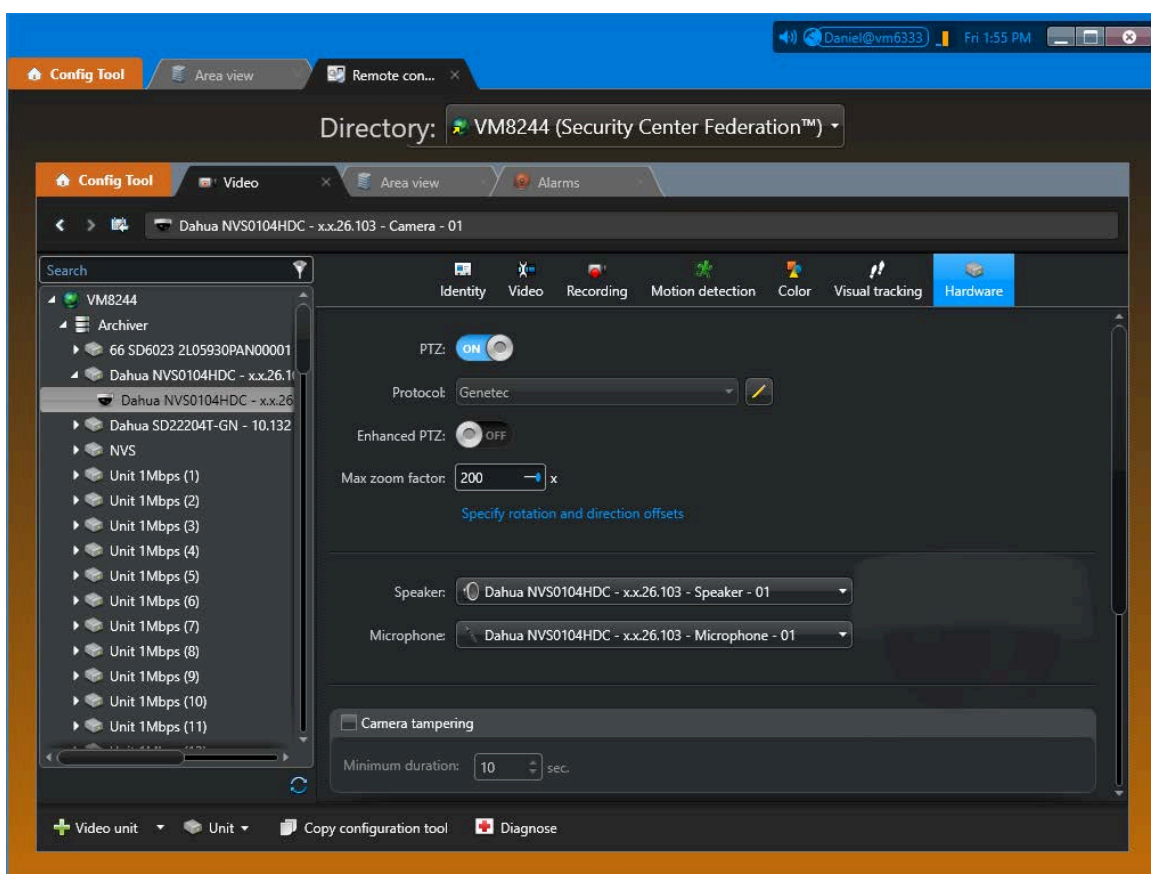 Daniel@vm6333
Fri 1:55 PM
Config Tool
Area view
Remote con...
Directory:
VM8244 (Security Center Federation™)
Config Tool
Video
Area view
Alarms
Dahua NVS0104HDC - x.x.26.103 - Camera - 01
Search
VM8244
Archiver
66 SD6023 2L05930PAN00001
Dahua NVS0104HDC - x.x.26.1
Dahua NVS0104HDC - x.x.26
Dahua SD22204T-GN - 10.132
NVS
Unit 1Mbps (1)
Unit 1Mbps (2)
Unit 1Mbps (3)
Unit 1Mbps (4)
Unit 1Mbps (5)
Unit 1Mbps (6)
Unit 1Mbps (7)
Unit 1Mbps (8)
Unit 1Mbps (9)
Unit 1Mbps (10)
Unit 1Mbps (11)
Identity
Video
Recording
Motion detection
Color
Visual tracking
Hardware
PTZ: ON
Protocol: Genetec
Enhanced PTZ: OFF
Max zoom factor: 200 x
Specify rotation and direction offsets
Speaker: Dahua NVS0104HDC - x.x.26.103 - Speaker - 01
Microphone: Dahua NVS0104HDC - x.x.26.103 - Microphone - 01
Camera tampering
Minimum duration: 10 sec.
Video unit
Unit
Copy configuration tool
Diagnose